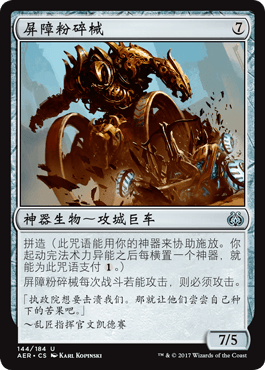 屏障粉碎械 7
神器生物～攻城巨车
拼造（此咒语能用你的神器来协助施放。你
起动完法术力异能之后每横置一个神器，就
能为此咒语支付1。）
屏障粉碎械每次战斗若能攻击，则必须攻击。
「执政院想要击溃我们。那就让他们尝尝自己种
下的苦果吧。」
～乱匠指挥官文凯德赛
7/5
144/184 U
AER • CS KARL KOPINSKI
™ & © 2017 Wizards of the Coast